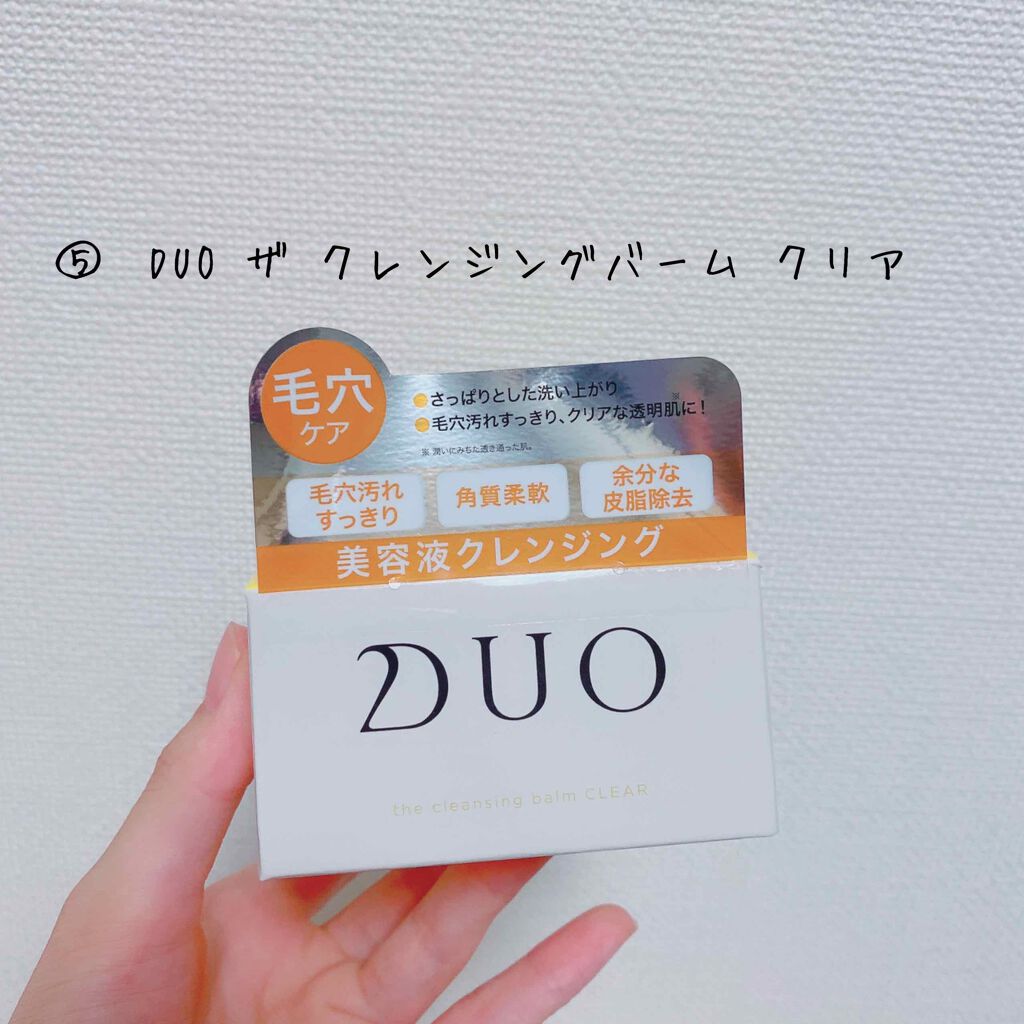 ⑤ DUO ザ クレンジングバーム クリア
毛穴
ケア
●さっぱりとした洗い上がり
●毛穴汚れすっきり、クリアな透明肌※に!
※ 潤いにみちた透き通った肌。
毛穴汚れ
すっきり
角質柔軟
余分な
皮脂除去
美容液クレンジング
DUO
the cleansing balm CLEAR